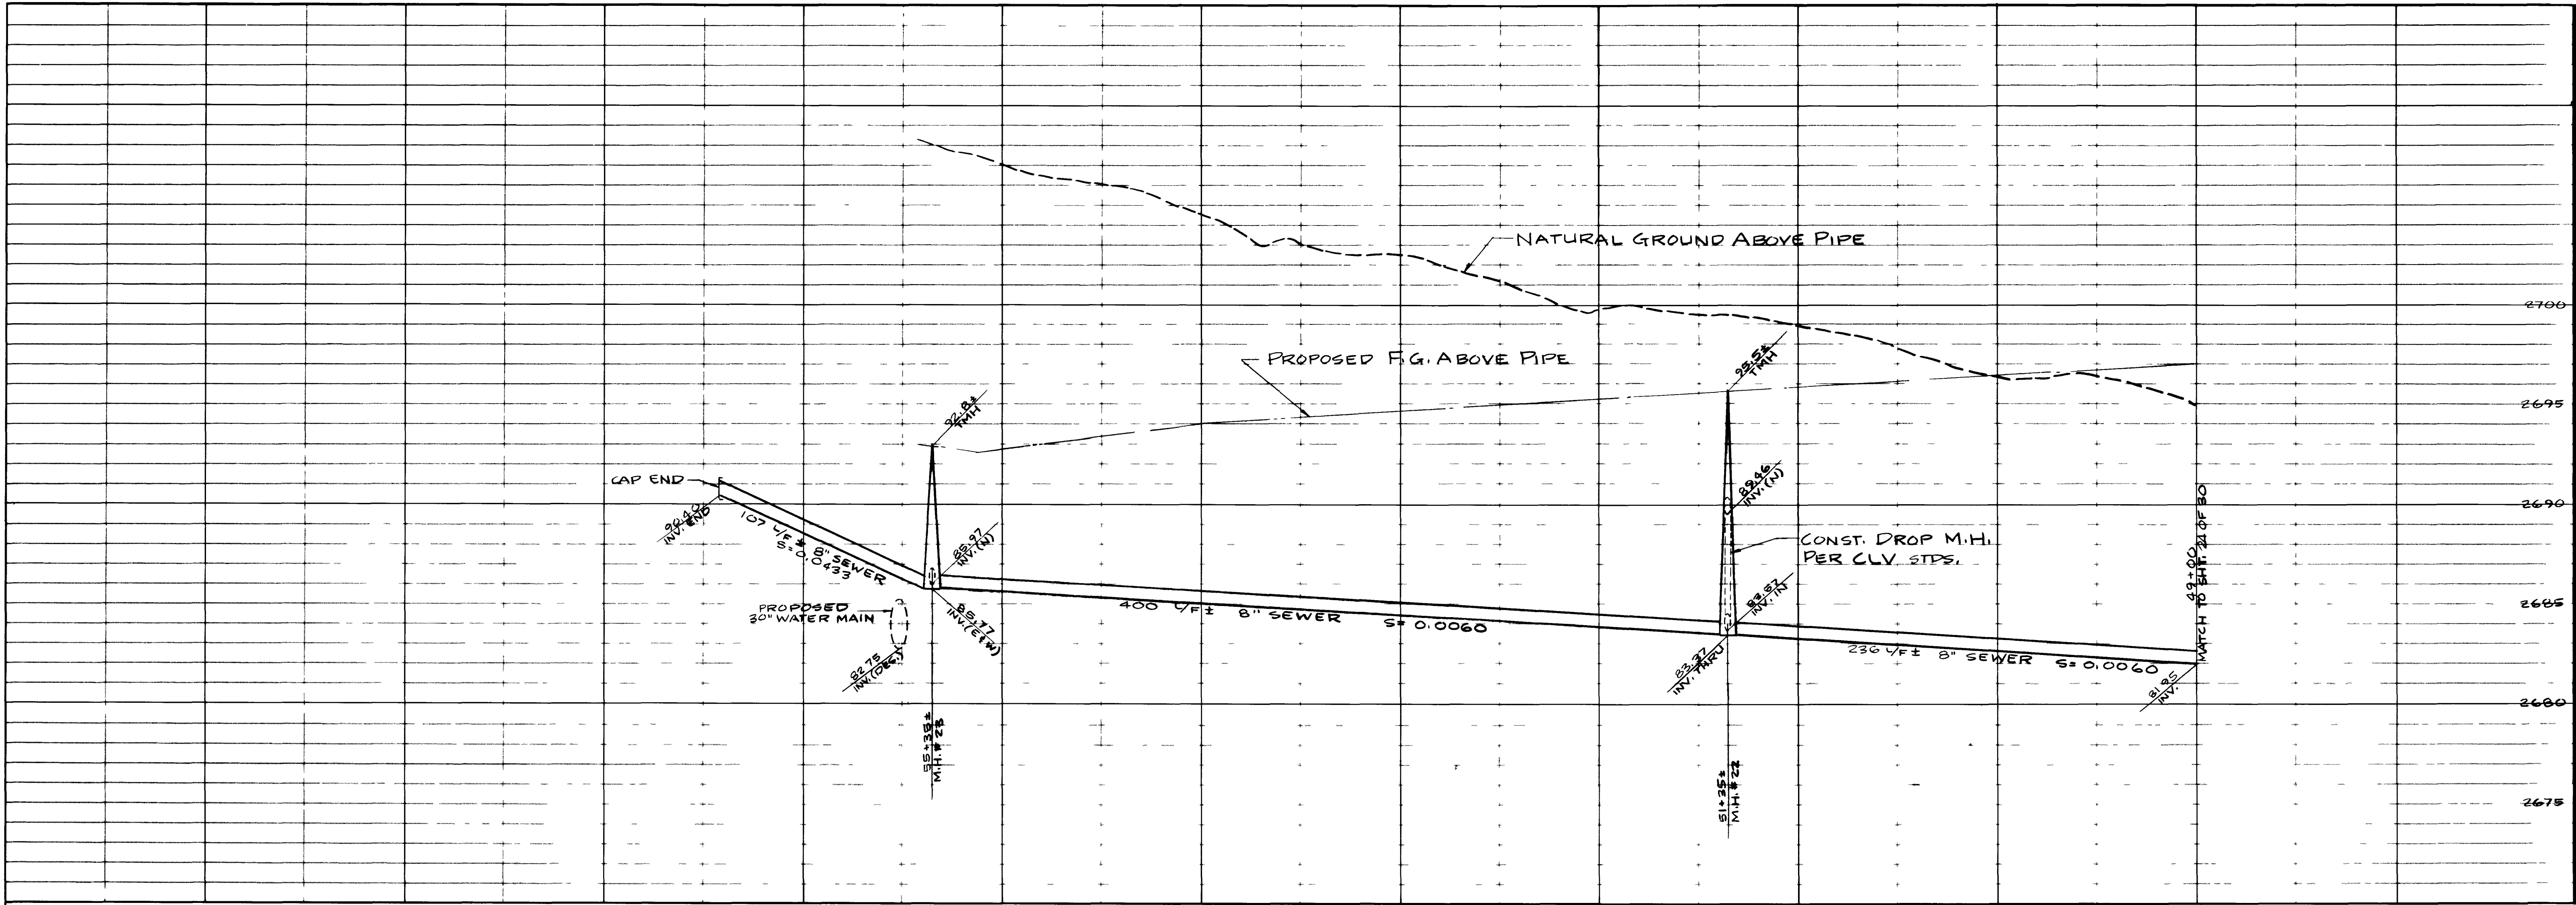 NATURAL GROUND ABOVE PIPE
2700
PROPOSED F.G. ABOVE PIPE
95.5±
TMH
2695
92.8±
TMH
CAP END
90.40
INV. END
107 L/F ± 8" SEWER
S=0.0433
85.97
INV. (N)
89.46
INV. (N)
2690
CONST. DROP M.H.
PER CLV STDS.
49+00
MATCH TO SHT. 24 OF 30
PROPOSED
30" WATER MAIN
85.77
INV. (E&W)
400 L/F ± 8" SEWER S= 0.0060
83.57
INV. IN
2685
82.75
INV. (DES.)
83.37
INV. THRU
236 L/F ± 8" SEWER S= 0.0060
81.95
INV.
2680
55+35±
M.H. # 23
51+35±
M.H. # 22
2675